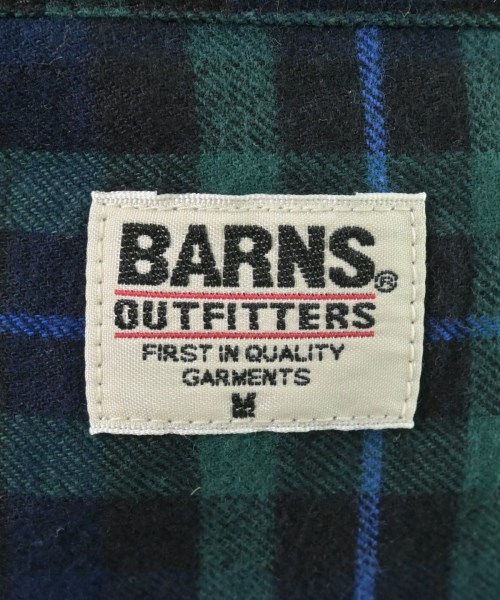 BARNS®
OUTFITTERS
FIRST IN QUALITY
GARMENTS
M